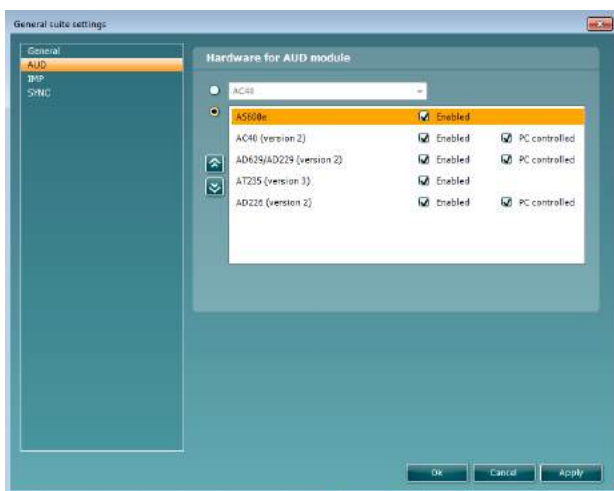 General suite settings
General
AUD
IMP
SYNC
Hardware for AUD module
AC40
AS608e Enabled
AC40 (version 2) Enabled PC controlled
AD629/AD229 (version 2) Enabled PC controlled
AT235 (version 3) Enabled
AD226 (version 2) Enabled PC controlled
Ok Cancel Apply